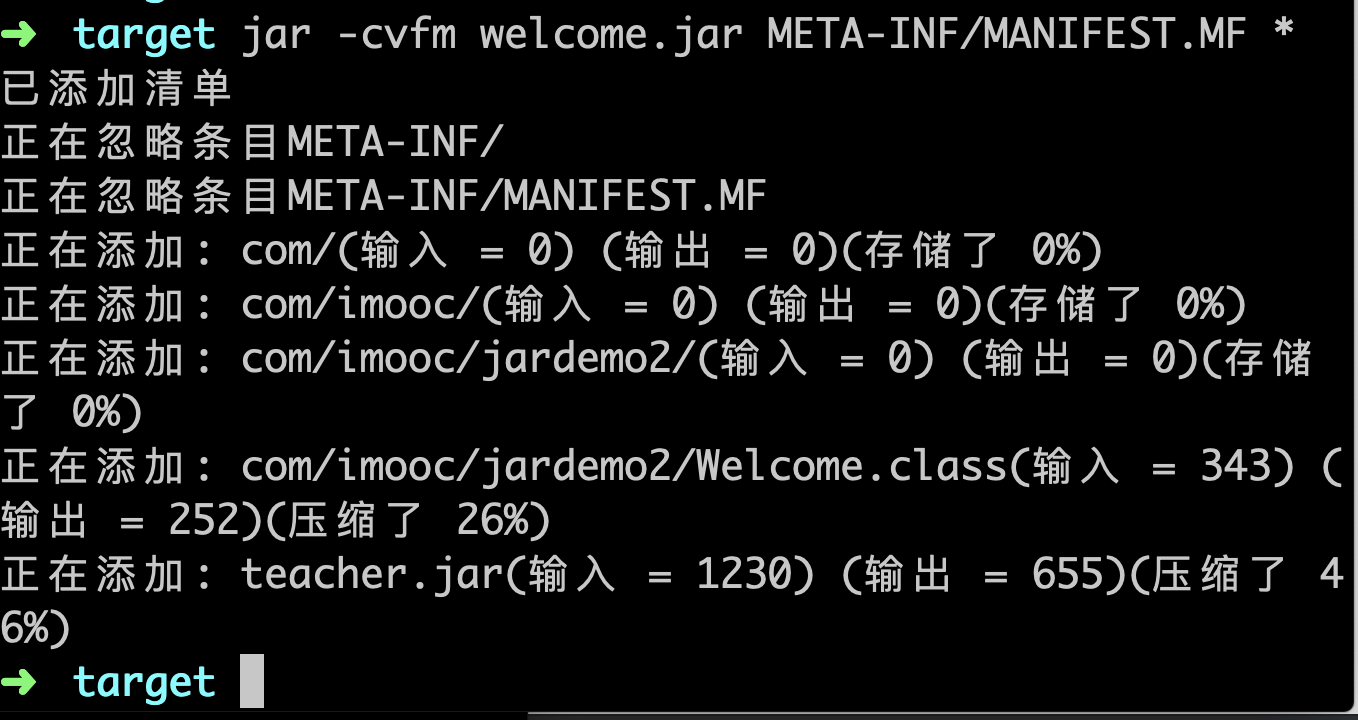 ➜ target jar -cvfm welcome.jar META-INF/MANIFEST.MF *
已添加清单
正在忽略条目META-INF/
正在忽略条目META-INF/MANIFEST.MF
正在添加: com/(输入 = 0) (输出 = 0)(存储了 0%)
正在添加: com/imooc/(输入 = 0) (输出 = 0)(存储了 0%)
正在添加: com/imooc/jardemo2/(输入 = 0) (输出 = 0)(存储
了 0%)
正在添加: com/imooc/jardemo2/Welcome.class(输入 = 343) (
输出 = 252)(压缩了 26%)
正在添加: teacher.jar(输入 = 1230) (输出 = 655)(压缩了 4
6%)
➜ target